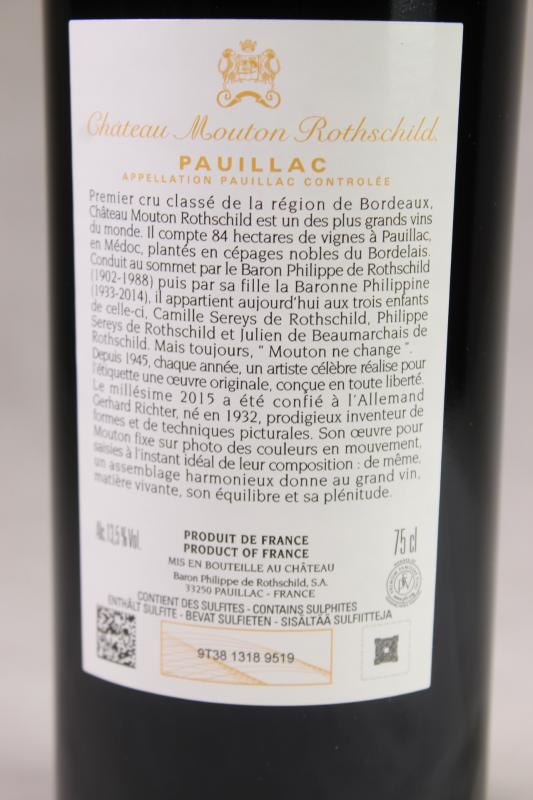 Château Mouton Rothschild
PAUILLAC
APPELLATION PAUILLAC CONTROLÉE
Premier cru classé de la région de Bordeaux,
Château Mouton Rothschild est un des plus grands vins
du monde. Il compte 84 hectares de vignes à Pauillac,
en Médoc, plantés en cépages nobles du Bordelais.
Conduit au sommet par le Baron Philippe de Rothschild
(1902-1988) puis par sa fille la Baronne Philippine
(1933-2014), il appartient aujourd'hui aux trois enfants
de celle-ci, Camille Sereys de Rothschild, Philippe
Sereys de Rothschild et Julien de Beaumarchais de
Rothschild. Mais toujours, " Mouton ne change ".
Depuis 1945, chaque année, un artiste célèbre réalise pour
l'étiquette une œuvre originale, conçue en toute liberté.
Le millésime 2015 a été confié à l'Allemand
Gerhard Richter, né en 1932, prodigieux inventeur de
formes et de techniques picturales. Son œuvre pour
Mouton fixe sur photo des couleurs en mouvement,
saisies à l'instant idéal de leur composition : de même,
un assemblage harmonieux donne au grand vin,
matière vivante, son équilibre et sa plénitude.
Alc.13,5 % Vol.
PRODUIT DE FRANCE
PRODUCT OF FRANCE
75 cl
MIS EN BOUTEILLE AU CHÂTEAU
Baron Philippe de Rothschild, S.A.
33250 PAUILLAC - FRANCE
CONTIENT DES SULFITES - CONTAINS SULPHITES
ENTHÄLT SULFITE - BEVAT SULFIETEN - SISÄLTÄÄ SULFIITTEJA
9T38 1318 9519